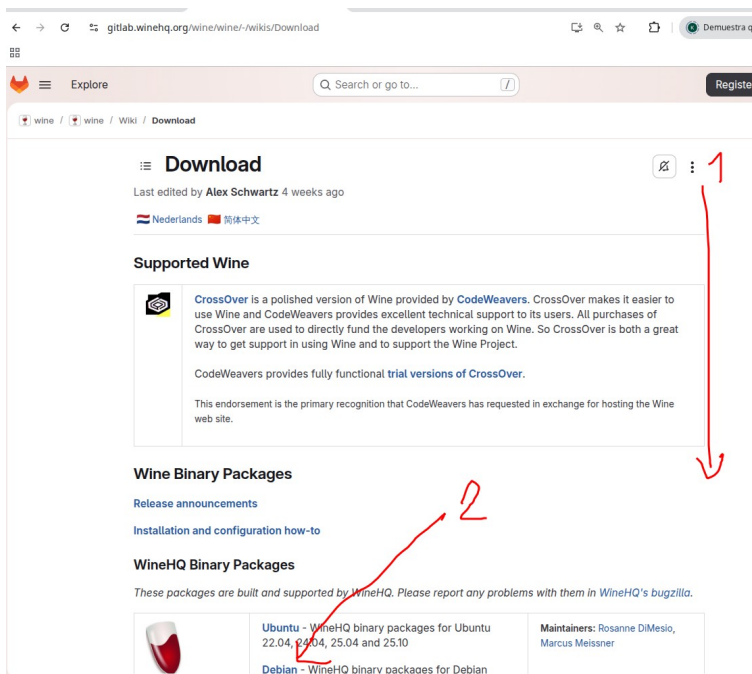 gitlab.winehq.org/wine/wine/-/wikis/Download
Demuestra q
Explore
Search or go to...
/
Registe
wine / wine / Wiki / Download
Download
1
Last edited by Alex Schwartz 4 weeks ago
Nederlands 简体中文
Supported Wine
CrossOver is a polished version of Wine provided by CodeWeavers. CrossOver makes it easier to
use Wine and CodeWeavers provides excellent technical support to its users. All purchases of
CrossOver are used to directly fund the developers working on Wine. So CrossOver is both a great
way to get support in using Wine and to support the Wine Project.
CodeWeavers provides fully functional trial versions of CrossOver.
This endorsement is the primary recognition that CodeWeavers has requested in exchange for hosting the Wine
web site.
Wine Binary Packages
2
Release announcements
Installation and configuration how-to
WineHQ Binary Packages
These packages are built and supported by WineHQ. Please report any problems with them in WineHQ's bugzilla.
Ubuntu - WineHQ binary packages for Ubuntu
22.04, 24.04, 25.04 and 25.10
Maintainers: Rosanne DiMesio,
Marcus Meissner
Debian - WineHQ binary packages for Debian